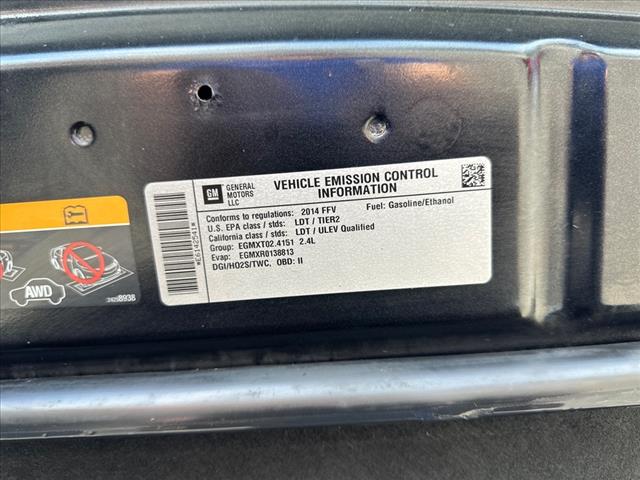 GM
GENERAL
MOTORS
LLC
VEHICLE EMISSION CONTROL
INFORMATION
Conforms to regulations: 2014 FFV Fuel: Gasoline/Ethanol
U.S. EPA class / stds: LDT / TIER2
California class / stds: LDT / ULEV Qualified
Group: EGMXT02.4151 2.4L
Evap: EGMXR0138813
DGI/HO2S/TWC, OBD: II
*E6142541*
AWD